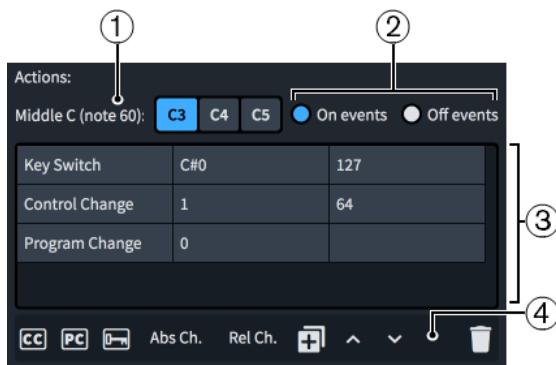 1 2
Actions:
Middle C (note 60): C3 C4 C5 On events Off events
Key Switch C#0 127
Control Change 1 64
3
Program Change 0
4
CC PC Abs Ch. Rel Ch.